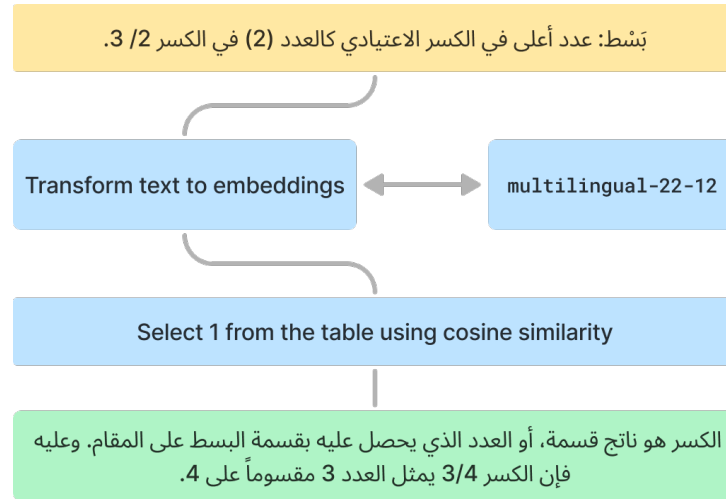 بَسْط: عدد أعلى في الكسر الاعتيادي كالعدد (2) في الكسر 2/ 3.
Transform text to embeddings
multilingual-22-12
Select 1 from the table using cosine similarity
الكسر هو ناتج قسمة، أو العدد الذي يحصل عليه بقسمة البسط على المقام. وعليه
فإن الكسر 3/4 يمثل العدد 3 مقسوماً على 4.